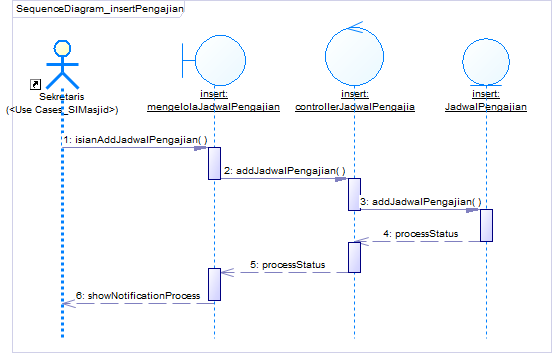 SequenceDiagram_insertPengajian
Sekretaris
(<Use Cases_SIMasjid>)
insert:
mengelolaJadwalPengajian
insert:
controllerJadwalPengajia
insert:
JadwalPengajian
1: isianAddJadwalPengajian( )
2: addJadwalPengajian( )
3: addJadwalPengajian( )
4: processStatus
5: processStatus
6: showNotificationProcess